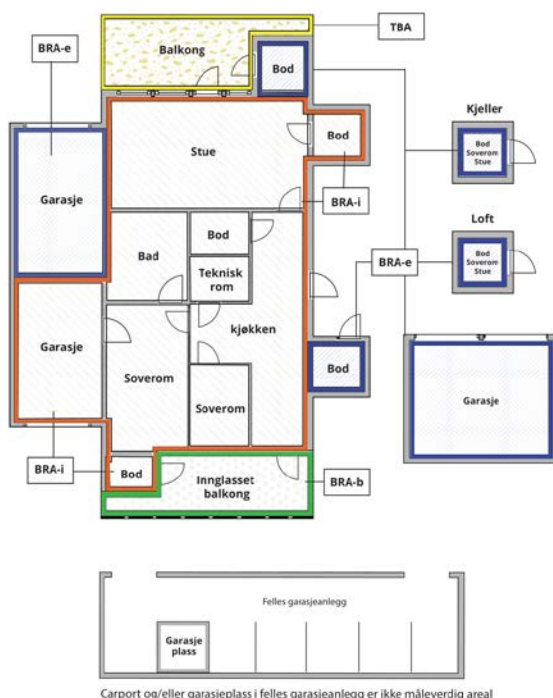 TBA
BRA-e
Balkong
Bod
Kjeller
Bod
Soverom
Stue
Stue
Bod
Garasje
BRA-i
Loft
Bod
Bad
Teknisk
rom
BRA-e
Bod
Soverom
Stue
kjøkken
Garasje
Soverom
Bod
Garasje
Soverom
BRA-i
Bod
Innglasset
balkong
BRA-b
Felles garasjeanlegg
Garasje
plass
Carport og/eller garasjeplass i felles garasjeanlegg er ikke måleverdig areal